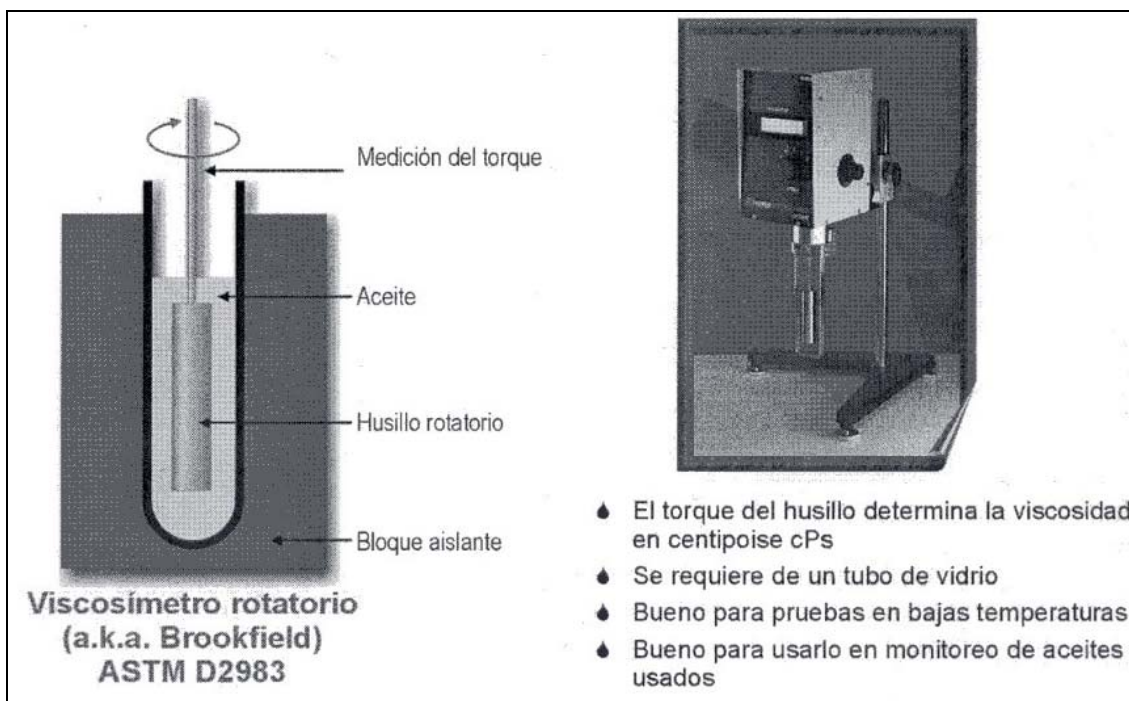 Medición del torque
Aceite
Husillo rotatorio
Bloque aislante
Viscosímetro rotatorio
(a.k.a. Brookfield)
ASTM D2983
El torque del husillo determina la viscosidad
en centipoise cPs
Se requiere de un tubo de vidrio
Bueno para pruebas en bajas temperaturas
Bueno para usarlo en monitoreo de aceites
usados